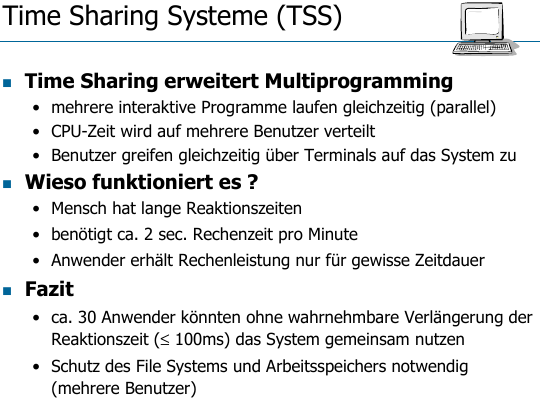 Time Sharing Systeme (TSS)
Time Sharing erweitert Multiprogramming
• mehrere interaktive Programme laufen gleichzeitig (parallel)
• CPU-Zeit wird auf mehrere Benutzer verteilt
• Benutzer greifen gleichzeitig über Terminals auf das System zu
Wieso funktioniert es ?
• Mensch hat lange Reaktionszeiten
• benötigt ca. 2 sec. Rechenzeit pro Minute
• Anwender erhält Rechenleistung nur für gewisse Zeitdauer
Fazit
• ca. 30 Anwender könnten ohne wahrnehmbare Verlängerung der
Reaktionszeit (≤ 100ms) das System gemeinsam nutzen
• Schutz des File Systems und Arbeitsspeichers notwendig
(mehrere Benutzer)